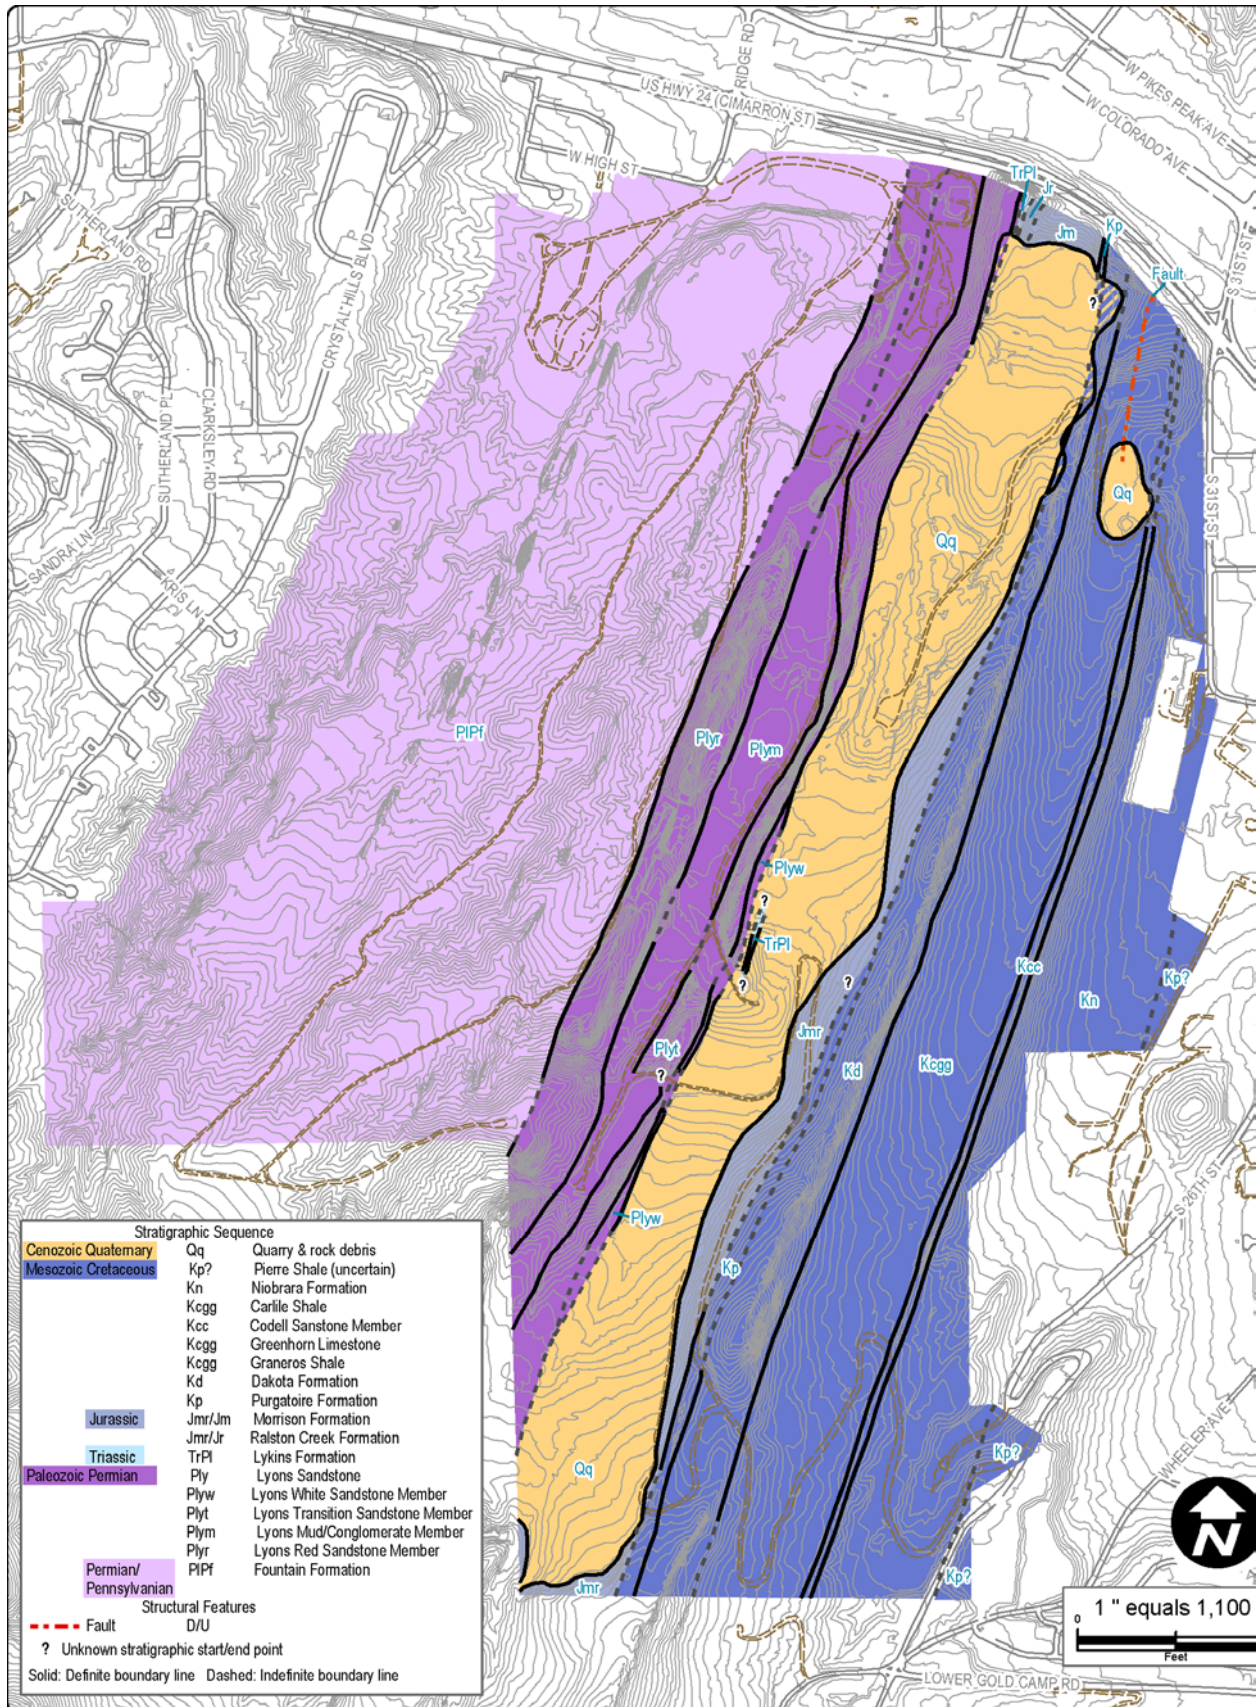 US HWY 24 (CIMARRON ST)
RIDGE RD
W PIKES PEAK AVE
W COLORADO AVE
W HIGH ST
SUTHERLAND RD
CRYSTAL HILLS BLVD
SUTHERLAND PL
CLARKSLEY RD
SANDRA LN
KRIS LN
S 31ST ST
S 31ST ST
TrPl
Jr
Jm
Kp
Fault
?
Qq
Qq
PlPf
Plyr
Plym
Plyw
?
TrPl
?
?
Jmr
Kcc
Kn
Kp?
Plyt
?
Kd
Kcgg
S 26TH ST
Plyw
Kp
Qq
Kp?
WHEELER AVE
Kp?
Jmr
LOWER GOLD CAMP RD
N
1 " equals 1,100
0
Feet
Stratigraphic Sequence
Cenozoic Quaternary Qq Quarry & rock debris
Mesozoic Cretaceous Kp? Pierre Shale (uncertain)
Kn Niobrara Formation
Kcgg Carlile Shale
Kcc Codell Sanstone Member
Kcgg Greenhorn Limestone
Kcgg Graneros Shale
Kd Dakota Formation
Kp Purgatoire Formation
Jurassic Jmr/Jm Morrison Formation
Jmr/Jr Ralston Creek Formation
Triassic TrPl Lykins Formation
Paleozoic Permian Ply Lyons Sandstone
Plyw Lyons White Sandstone Member
Plyt Lyons Transition Sandstone Member
Plym Lyons Mud/Conglomerate Member
Plyr Lyons Red Sandstone Member
Permian/ PlPf Fountain Formation
Pennsylvanian
Structural Features
Fault D/U
? Unknown stratigraphic start/end point
Solid: Definite boundary line Dashed: Indefinite boundary line